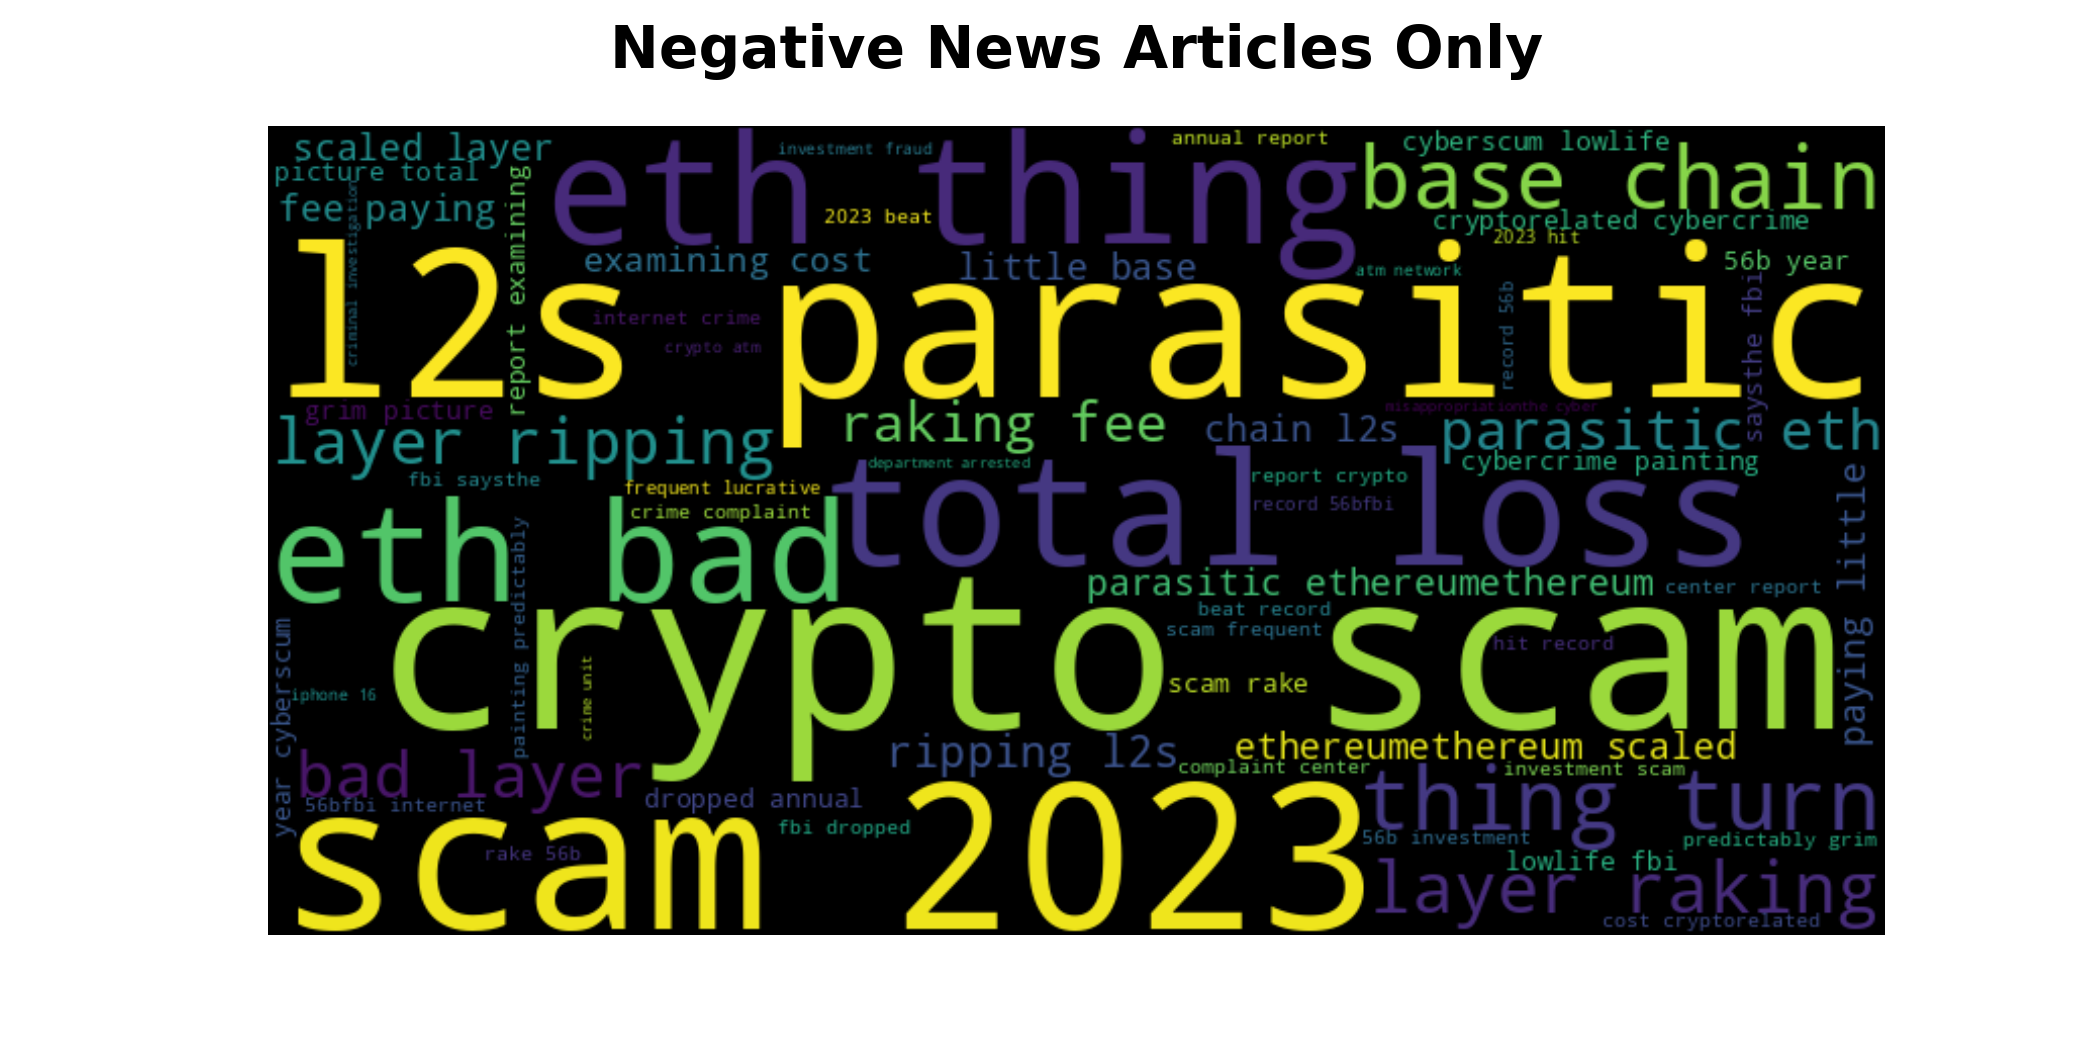 Negative News Articles Only
scaled layer
picture total
fee paying
criminal investigation
report examining
eth thing
investment fraud
2023 beat
annual report
cyberscum lowlife
base chain
cryptorelated cybercrime
2023 hit
56b year
examining cost
little base
atm network
l2s parasitic
internet crime
crypto atm
record 56b
saysthe fbi
grim picture
raking fee
chain l2s
misappropriationthe cyber
parasitic eth
layer ripping
department arrested
cybercrime painting
fbi saysthe
frequent lucrative
crime complaint
total loss
report crypto
record 56bfbi
paying little
eth bad
painting predictably
parasitic ethereumethereum
center report
beat record
scam frequent
hit record
crypto scam
year cyberscum
iphone 16
crime unit
scam rake
ripping l2s
ethereumethereum scaled
bad layer
complaint center
investment scam
thing turn
56bfbi internet
dropped annual
scam 2023
fbi dropped
rake 56b
56b investment
predictably grim
lowlife fbi
layer raking
cost cryptorelated